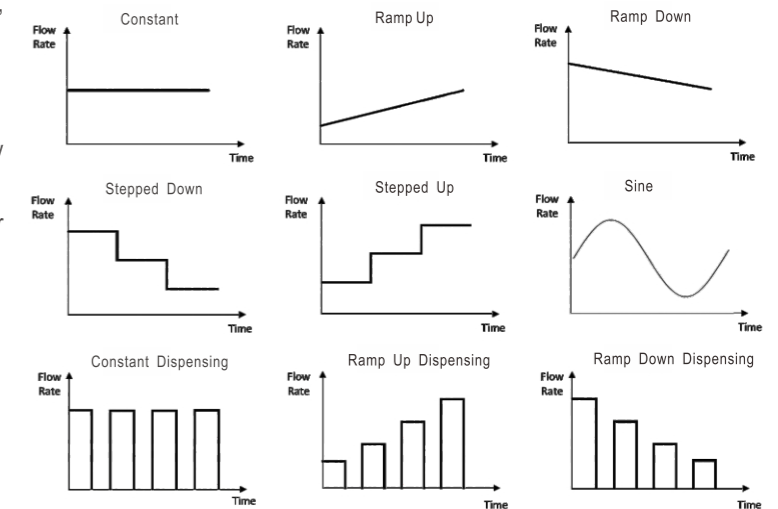 Constant
Flow
Rate
Time
Ramp Up
Flow
Rate
Time
Ramp Down
Flow
Rate
Time
Stepped Down
Flow
Rate
Time
Stepped Up
Flow
Rate
Time
Sine
Flow
Rate
Time
Constant Dispensing
Flow
Rate
Time
Ramp Up Dispensing
Flow
Rate
Time
Ramp Down Dispensing
Flow
Rate
Time